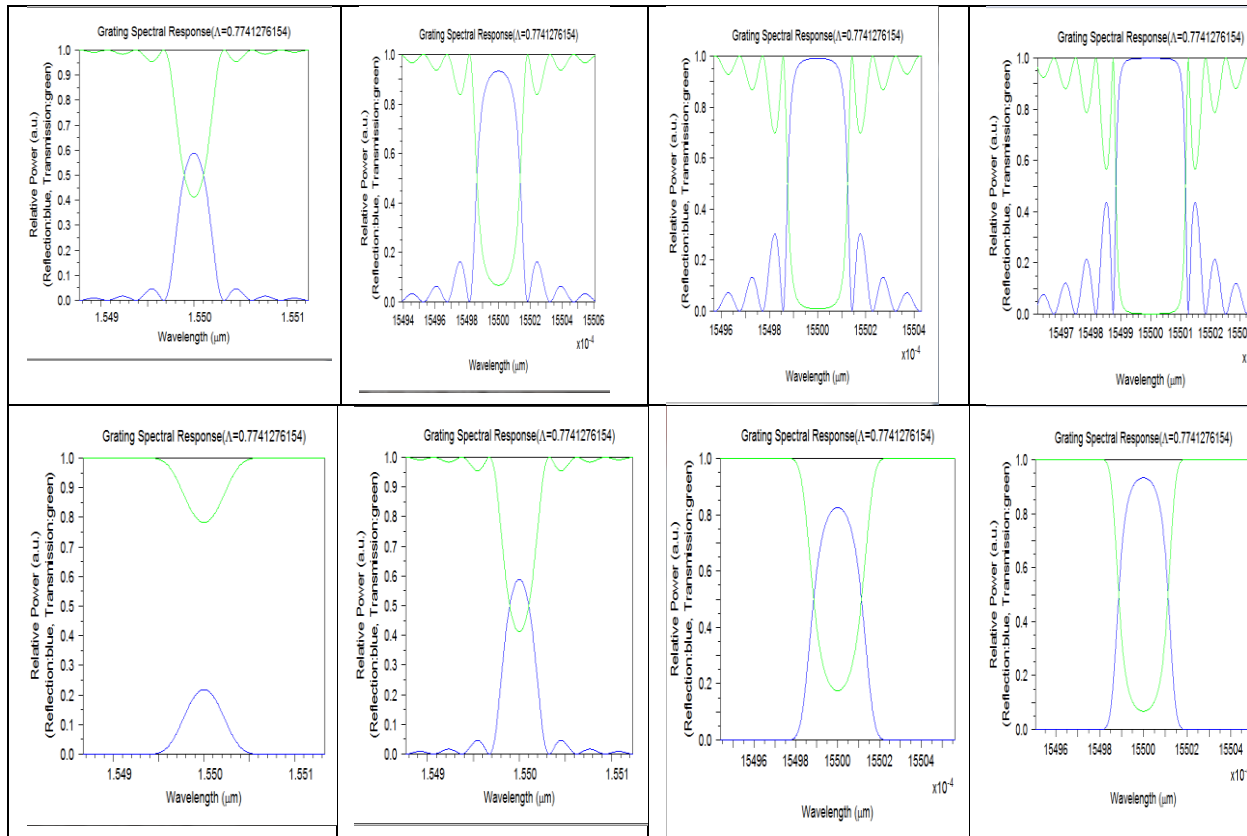 Grating Spectral Response(Λ=0.7741276154)
Relative Power (a.u.)
(Reflection:blue, Transmission:green)
1.0
0.9
0.8
0.7
0.6
0.5
0.4
0.3
0.2
0.1
0.0
1.549 1.550 1.551
Wavelength (μm)
Grating Spectral Response(Λ=0.7741276154)
Relative Power (a.u.)
(Reflection:blue, Transmission:green)
1.0
0.8
0.6
0.4
0.2
0.0
15494 15496 15498 15500 15502 15504 15506
x10⁻⁴
Wavelength (μm)
Grating Spectral Response(Λ=0.7741276154)
Relative Power (a.u.)
(Reflection:blue, Transmission:green)
1.0
0.8
0.6
0.4
0.2
0.0
15496 15498 15500 15502 15504
x10⁻⁴
Wavelength (μm)
Grating Spectral Response(Λ=0.7741276154)
Relative Power (a.u.)
(Reflection:blue, Transmission:green)
1.0
0.8
0.6
0.4
0.2
0.0
15497 15498 15499 15500 15501 15502
Wavelength (μm)
Grating Spectral Response(Λ=0.7741276154)
Relative Power (a.u.)
(Reflection:blue, Transmission:green)
1.0
0.9
0.8
0.7
0.6
0.5
0.4
0.3
0.2
0.1
0.0
1.549 1.550 1.551
Wavelength (μm)
Grating Spectral Response(Λ=0.7741276154)
Relative Power (a.u.)
(Reflection:blue, Transmission:green)
1.0
0.9
0.8
0.7
0.6
0.5
0.4
0.3
0.2
0.1
0.0
1.549 1.550 1.551
Wavelength (μm)
Grating Spectral Response(Λ=0.7741276154)
Relative Power (a.u.)
(Reflection:blue, Transmission:green)
1.0
0.8
0.6
0.4
0.2
0.0
15496 15498 15500 15502 15504
x10⁻⁴
Wavelength (μm)
Grating Spectral Response(Λ=0.7741276154)
Relative Power (a.u.)
(Reflection:blue, Transmission:green)
1.0
0.8
0.6
0.4
0.2
0.0
15496 15498 15500 15502 15504
Wavelength (μm)